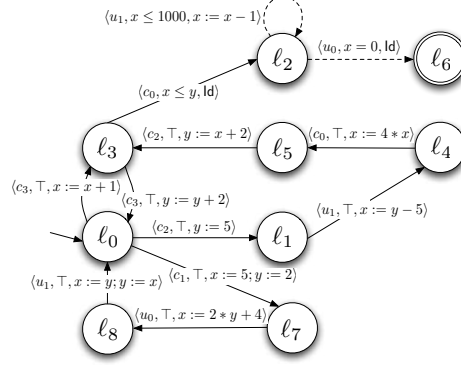 ⟨u₁, x ≤ 1000, x := x − 1⟩
ℓ₂
⟨u₀, x = 0, Id⟩
ℓ₆
⟨c₀, x ≤ y, Id⟩
ℓ₃
⟨c₂, ⊤, y := x + 2⟩
ℓ₅
⟨c₀, ⊤, x := 4 ∗ x⟩
ℓ₄
⟨c₃, ⊤, x := x + 1⟩
⟨c₃, ⊤, y := y + 2⟩
⟨u₁, ⊤, x := y − 5⟩
ℓ₀
⟨c₂, ⊤, y := 5⟩
ℓ₁
⟨u₁, ⊤, x := y; y := x⟩
⟨c₁, ⊤, x := 5; y := 2⟩
ℓ₈
⟨u₀, ⊤, x := 2 ∗ y + 4⟩
ℓ₇